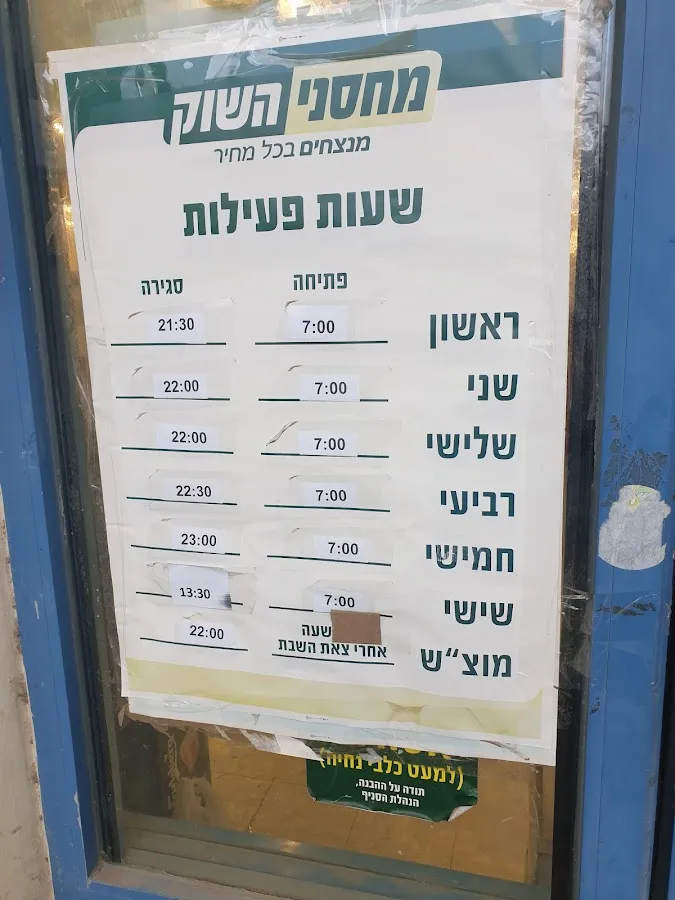 מחסני השוק
מנצחים בכל מחיר
שעות פעילות
פתיחה סגירה
ראשון 7:00 21:30
שני 7:00 22:00
שלישי 7:00 22:00
רביעי 7:00 22:30
חמישי 7:00 23:00
שישי 7:00 13:30
מוצ"ש שעה אחרי צאת השבת 22:00
(למעט כלבי נחיה)
תודה על ההבנה,
הנהלת הסניף